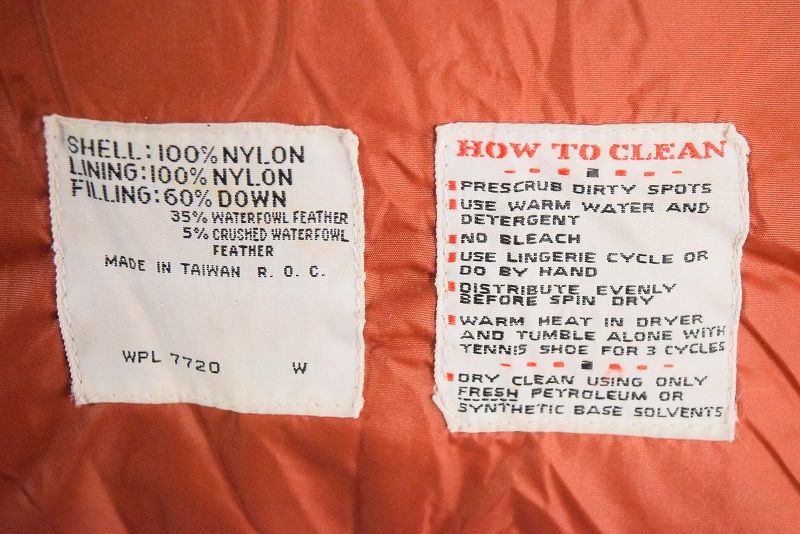 SHELL: 100% NYLON
LINING: 100% NYLON
FILLING: 60% DOWN
35% WATERFOWL FEATHER
5% CRUSHED WATERFOWL
FEATHER
MADE IN TAIWAN R. O. C.
WPL 7720 W
HOW TO CLEAN
PRESCRUB DIRTY SPOTS
USE WARM WATER AND
DETERGENT
NO BLEACH
USE LINGERIE CYCLE OR
DO BY HAND
DISTRIBUTE EVENLY
BEFORE SPIN DRY
WARM HEAT IN DRYER
AND TUMBLE ALONE WITH
TENNIS SHOE FOR 3 CYCLES
DRY CLEAN USING ONLY
FRESH PETROLEUM OR
SYNTHETIC BASE SOLVENTS